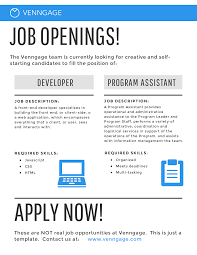 VENNGAGE
JOB OPENINGS!
The Venngage team is currently looking for creative and self-
starting candidates to fill the position of:
DEVELOPER
JOB DESCRIPTION:
A front-end developer specializes in
building the front end, or client-side, of
a web application, which encompasses
everything that a client, or user, sees
and interacts with.
REQUIRED SKILLS:
Javascript
CSS
HTML
PROGRAM ASSISTANT
JOB DESCRIPTION:
A Program Assistant provides
operational and administrative support
to the Program Manager and
Program Officers. Performs a variety of
administrative, coordination and
logistical services in support of the
operations of the Program, and assists
with information management
REQUIRED SKILLS:
Organized
Meets deadlines
Multi-tasking
APPLY NOW!
These are NOT real job opportunities at Venngage. This is just a
template. Contact us at: www.venngage.com